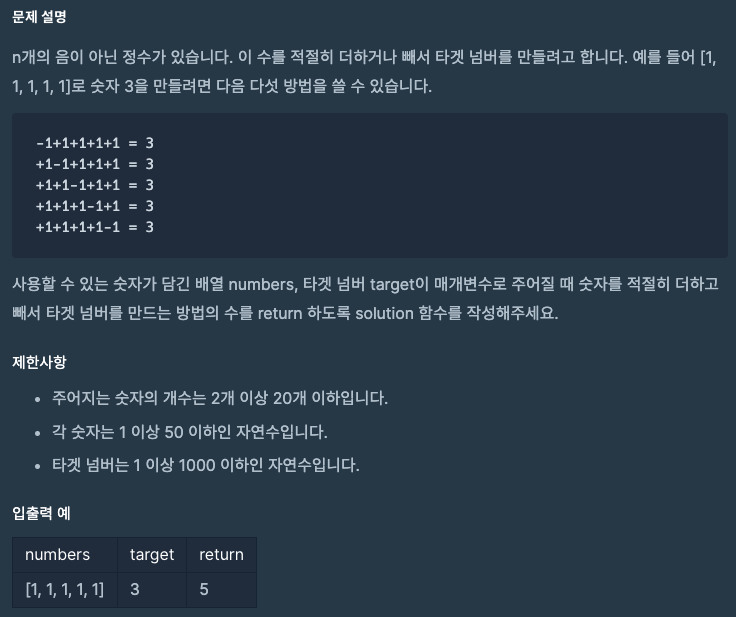 문제 설명
n개의 음이 아닌 정수가 있습니다. 이 수를 적절히 더하거나 빼서 타겟 넘버를 만들려고 합니다. 예를 들어 [1,
1, 1, 1, 1]로 숫자 3을 만들려면 다음 다섯 방법을 쓸 수 있습니다.
-1+1+1+1+1 = 3
+1-1+1+1+1 = 3
+1+1-1+1+1 = 3
+1+1+1-1+1 = 3
+1+1+1+1-1 = 3
사용할 수 있는 숫자가 담긴 배열 numbers, 타겟 넘버 target이 매개변수로 주어질 때 숫자를 적절히 더하고
빼서 타겟 넘버를 만드는 방법의 수를 return 하도록 solution 함수를 작성해주세요.
제한사항
• 주어지는 숫자의 개수는 2개 이상 20개 이하입니다.
• 각 숫자는 1 이상 50 이하인 자연수입니다.
• 타겟 넘버는 1 이상 1000 이하인 자연수입니다.
입출력 예
numbers target return
[1, 1, 1, 1, 1] 3 5